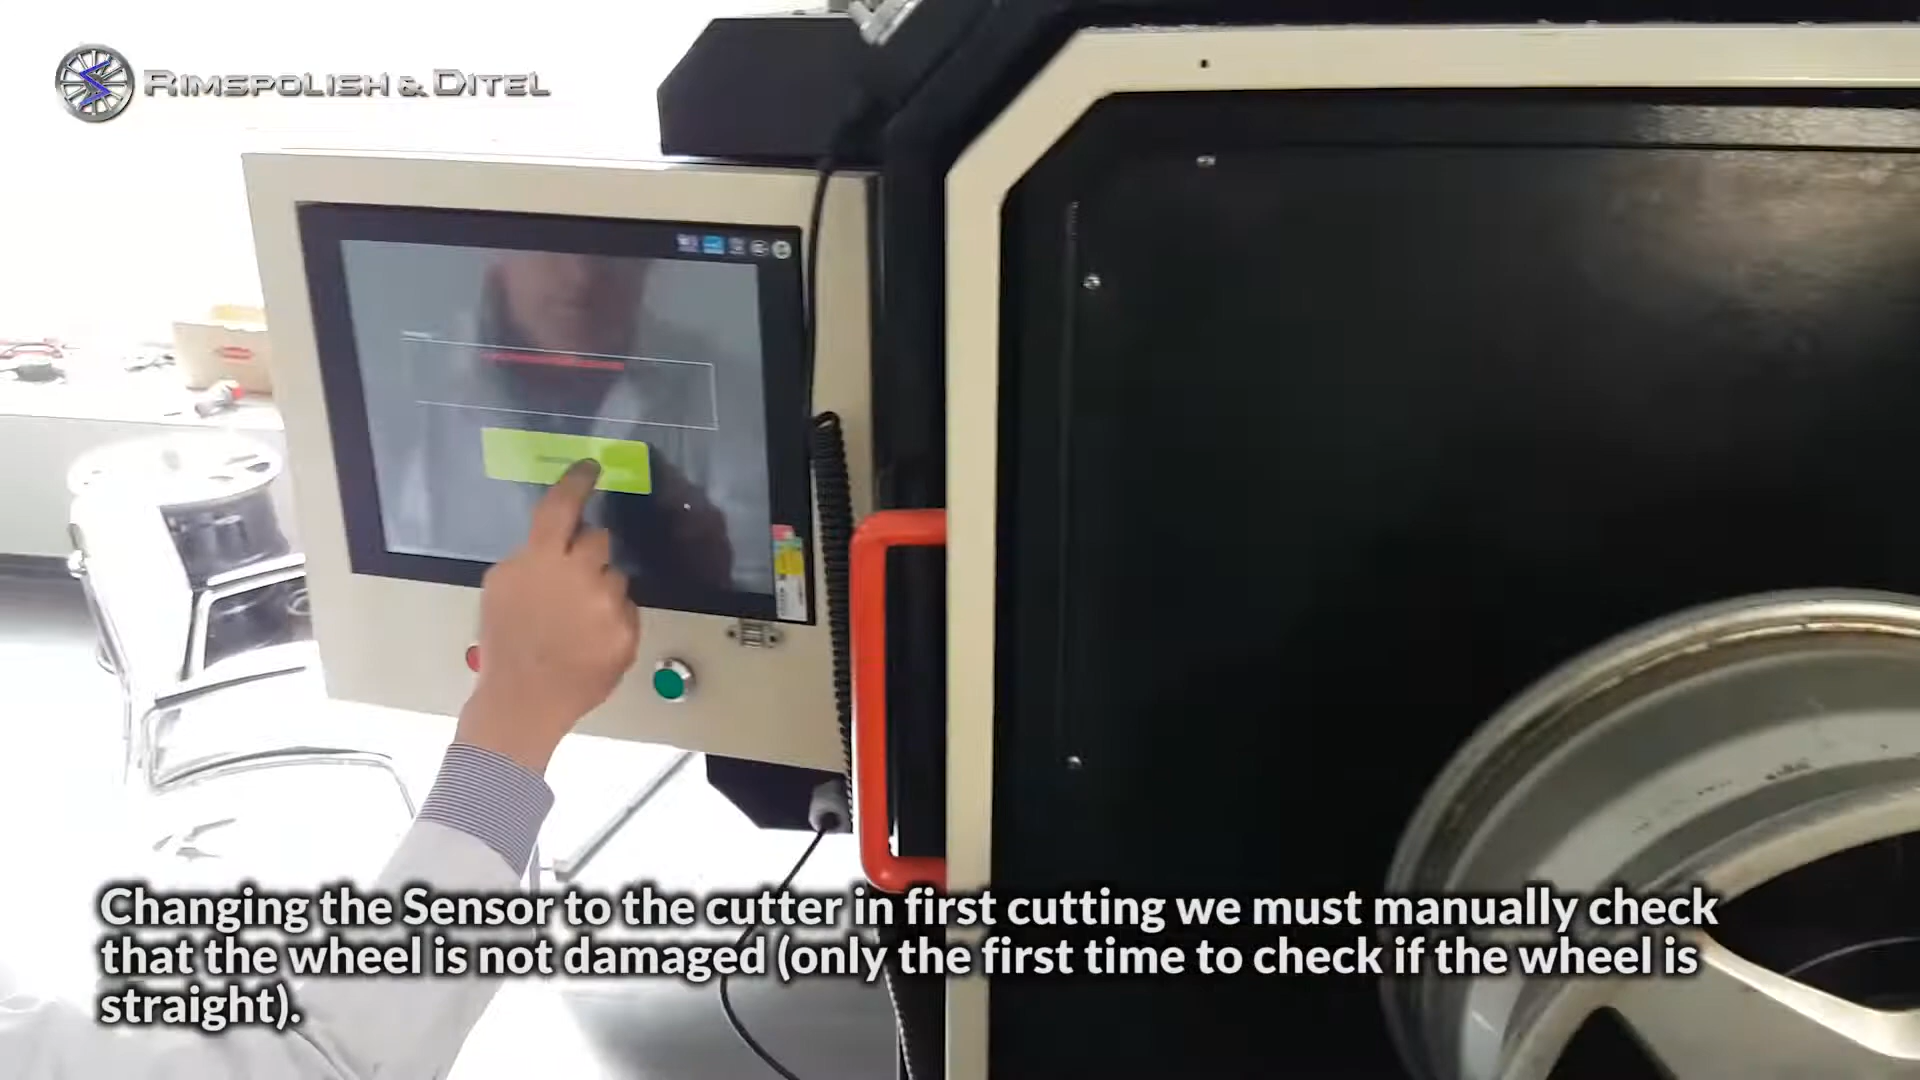 RIMSPOLISH & DITEL
Changing the Sensor to the cutter in first cutting we must manually check
that the wheel is not damaged (only the first time to check if the wheel is
straight).